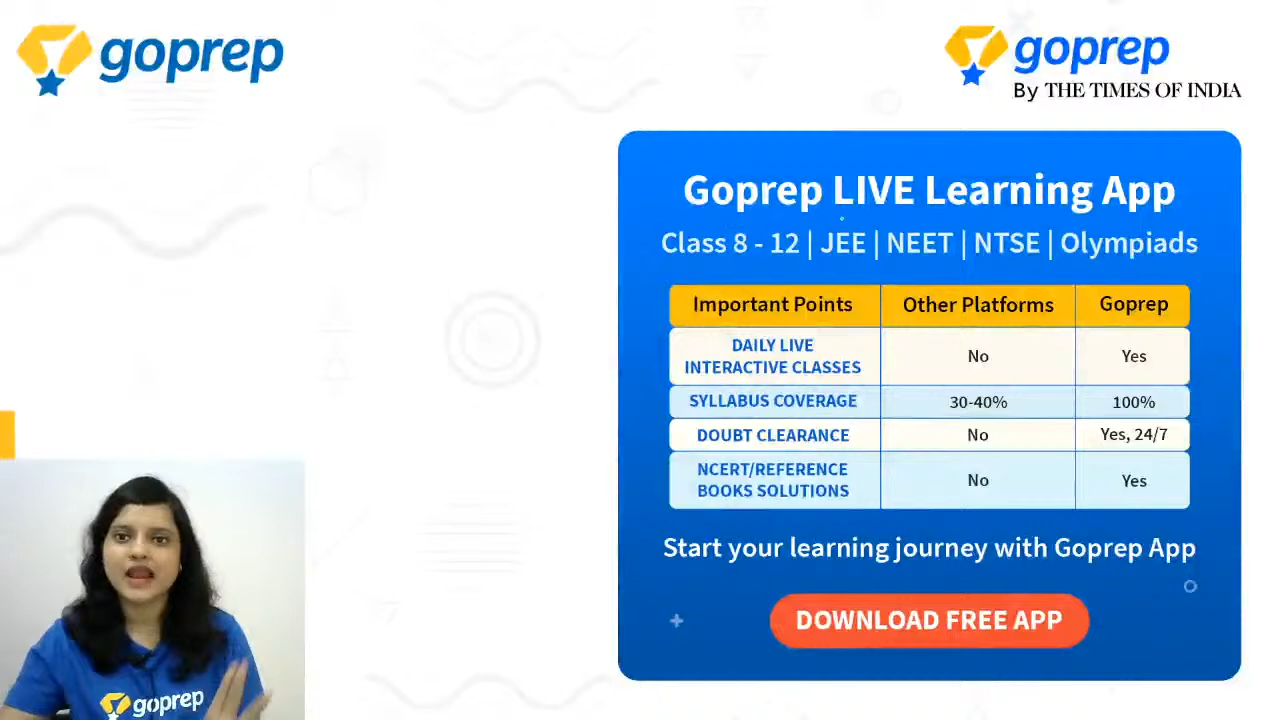 goprep
goprep
By THE TIMES OF INDIA
Goprep LIVE Learning App
Class 8 - 12 | JEE | NEET | NTSE | Olympiads
Important Points Other Platforms Goprep
DAILY LIVE
INTERACTIVE CLASSES No Yes
SYLLABUS COVERAGE 30-40% 100%
DOUBT CLEARANCE No Yes, 24/7
NCERT/REFERENCE
BOOKS SOLUTIONS No Yes
Start your learning journey with Goprep App
DOWNLOAD FREE APP
goprep